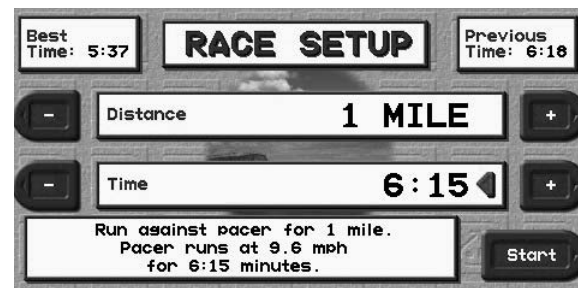 Best
Time: 5:37
RACE SETUP
Previous
Time: 6:18
- Distance 1 MILE +
- Time 6:15 +
Run against pacer for 1 mile.
Pacer runs at 9.6 mph
for 6:15 minutes.
Start